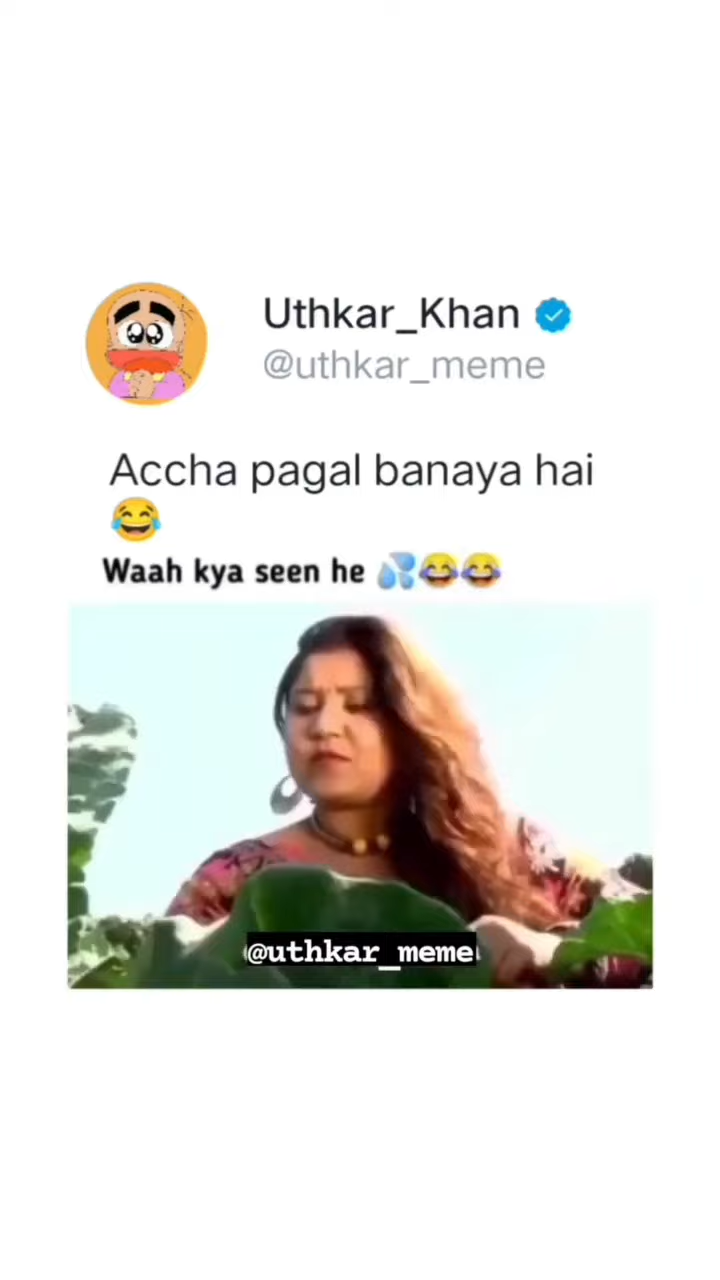 Uthkar_Khan
@uthkar_meme
Accha pagal banaya hai
😂
Waah kya seen he 💦😂😂
@uthkar_meme